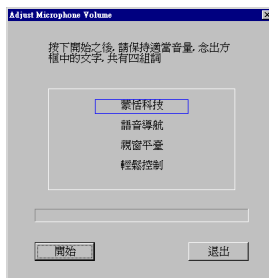 Adjust Microphone Volume
按下開始之後, 請保持適當音量, 念出方
框中的文字, 共有四組詞
蒙恬科技
語音導航
視窗平臺
輕鬆控制
開始
退出